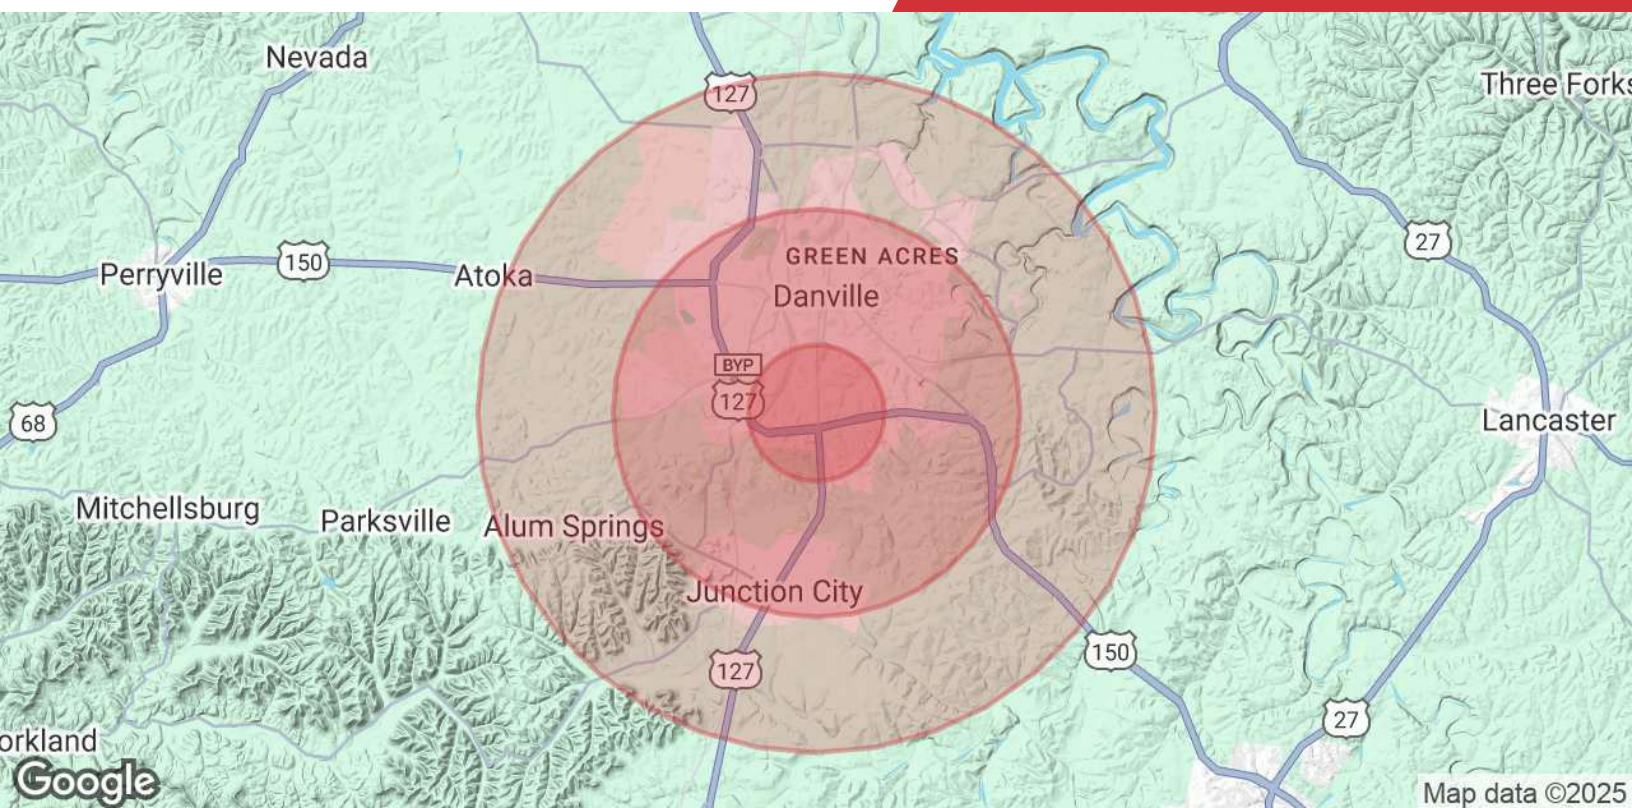 Nevada
Three Forks
127
GREEN ACRES
27
150
Perryville
Atoka
Danville
BYP
127
68
Lancaster
Mitchellsburg
Parksville
Alum Springs
Junction City
150
127
27
orkland
Google
Map data ©2025